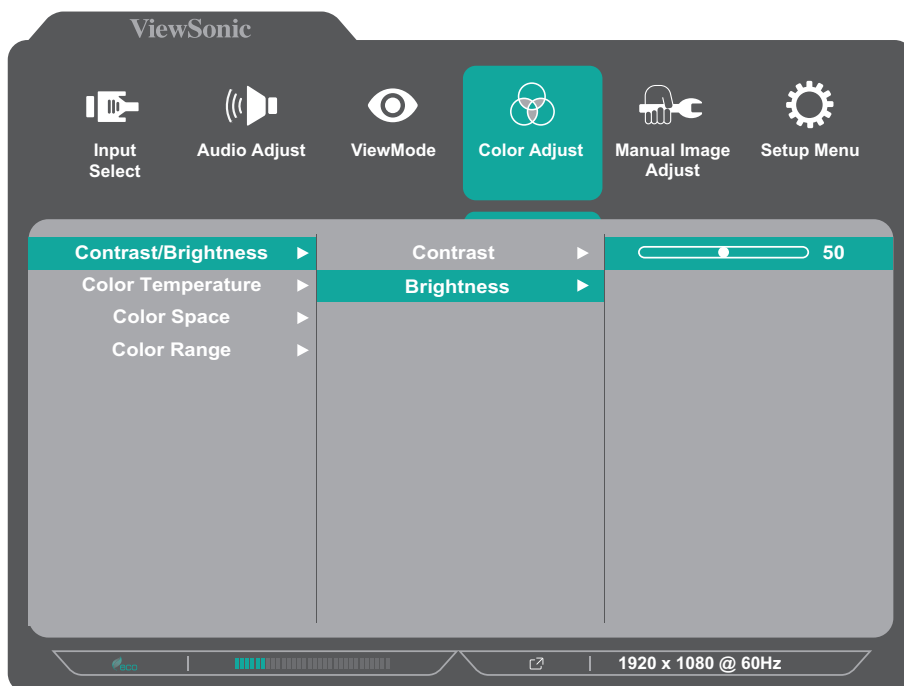 ViewSonic
Input Select
Audio Adjust
ViewMode
Color Adjust
Manual Image Adjust
Setup Menu
Contrast/Brightness
Contrast
50
Color Temperature
Brightness
Color Space
Color Range
eco
1920 x 1080 @ 60Hz